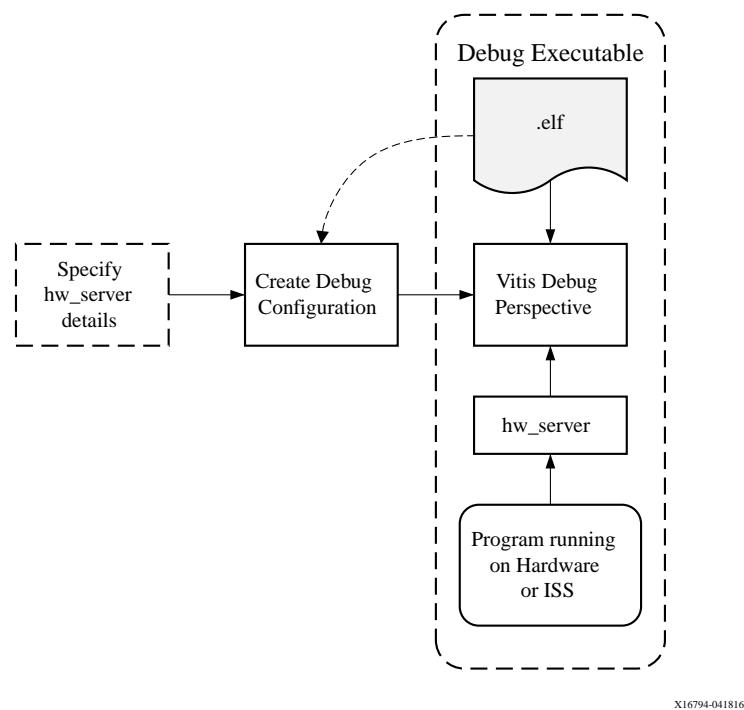 Debug Executable
.elf
Specify
hw_server
details
Create Debug
Configuration
Vitis Debug
Perspective
hw_server
Program running
on Hardware
or ISS
X16794-041816